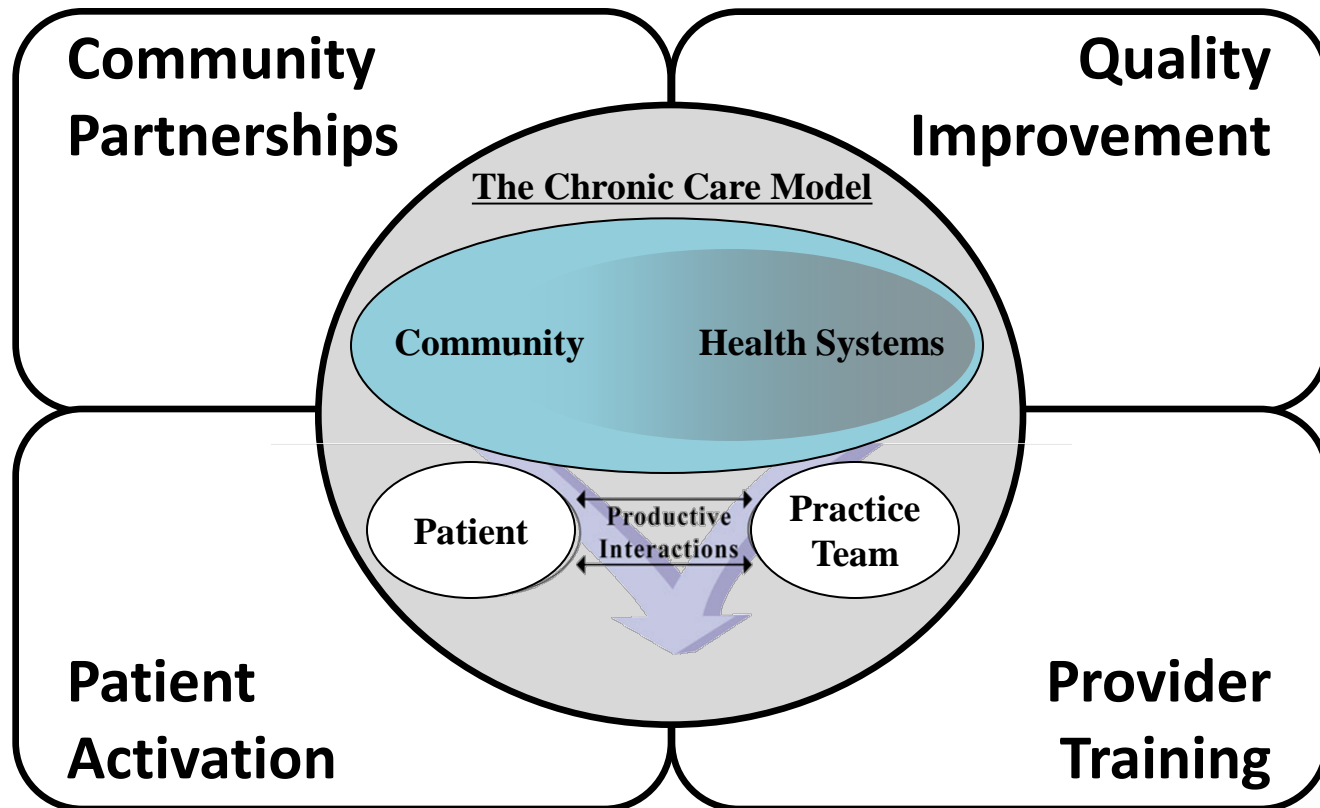 Community
Partnerships
Quality
Improvement
The Chronic Care Model
Community
Health Systems
Patient
Productive
Interactions
Practice
Team
Patient
Activation
Provider
Training